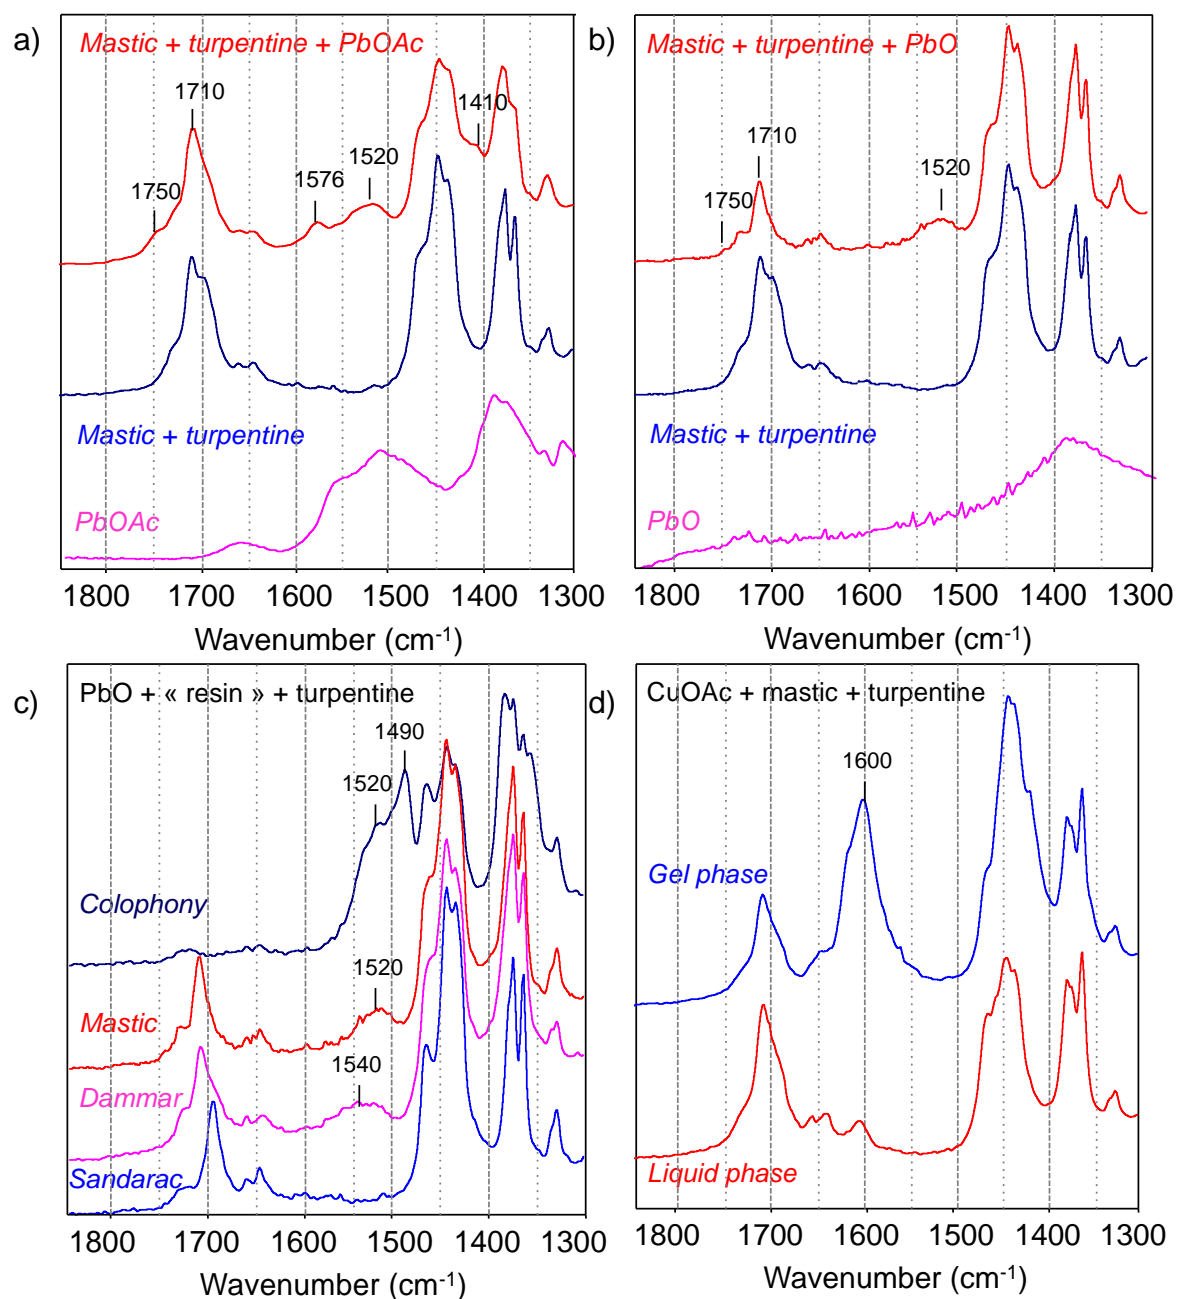 a)
Mastic + turpentine + PbOAc
1710
1410
1520
1576
1750
Mastic + turpentine
PbOAc
1800 1700 1600 1500 1400 1300
Wavenumber (cm-1)
b)
Mastic + turpentine + PbO
1710
1520
1750
Mastic + turpentine
PbO
1800 1700 1600 1500 1400 1300
Wavenumber (cm-1)
c)
PbO + « resin » + turpentine
1490
1520
Colophony
1520
Mastic
1540
Dammar
Sandarac
1800 1700 1600 1500 1400 1300
Wavenumber (cm-1)
d)
CuOAc + mastic + turpentine
1600
Gel phase
Liquid phase
1800 1700 1600 1500 1400 1300
Wavenumber (cm-1)